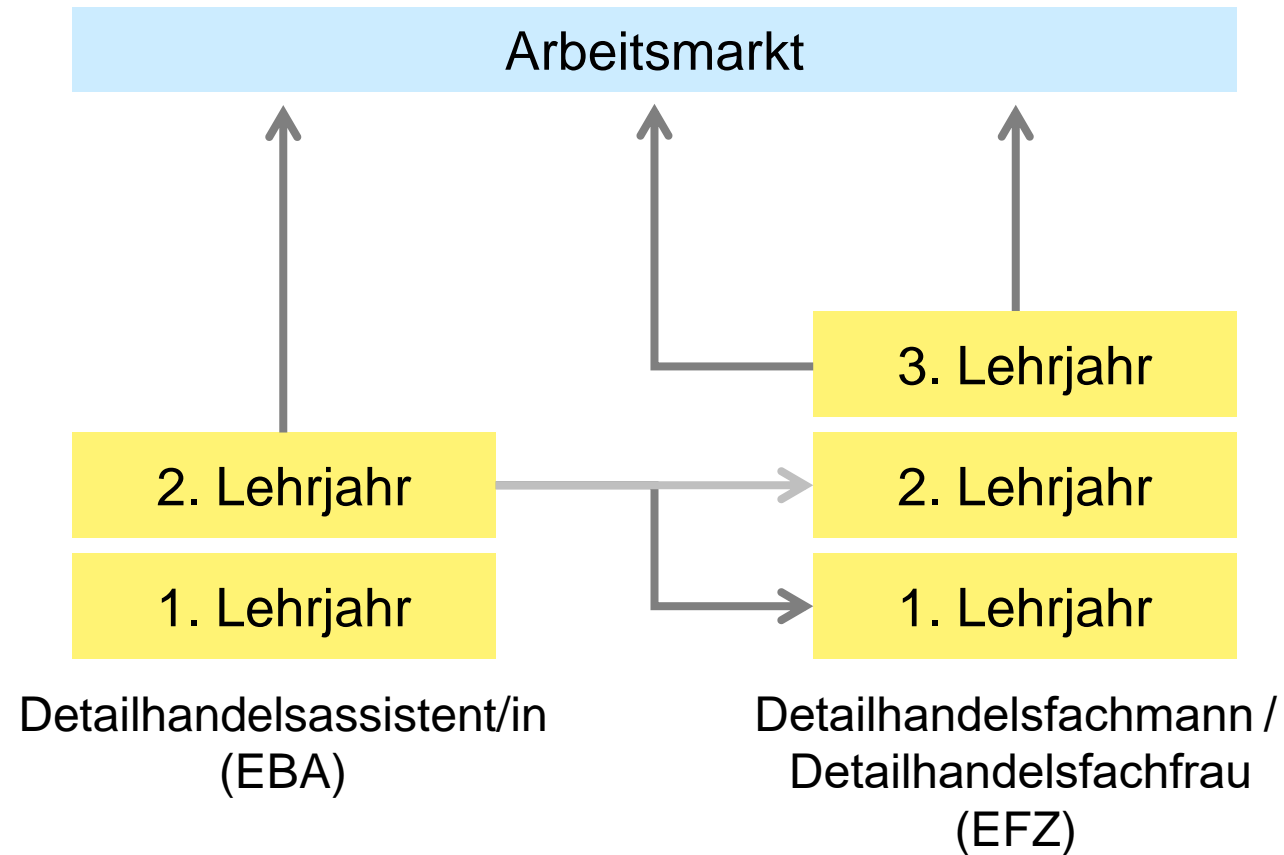 Arbeitsmarkt
3. Lehrjahr
2. Lehrjahr
2. Lehrjahr
1. Lehrjahr
1. Lehrjahr
Detailhandelsassistent/in
(EBA)
Detailhandelsfachmann /
Detailhandelsfachfrau
(EFZ)